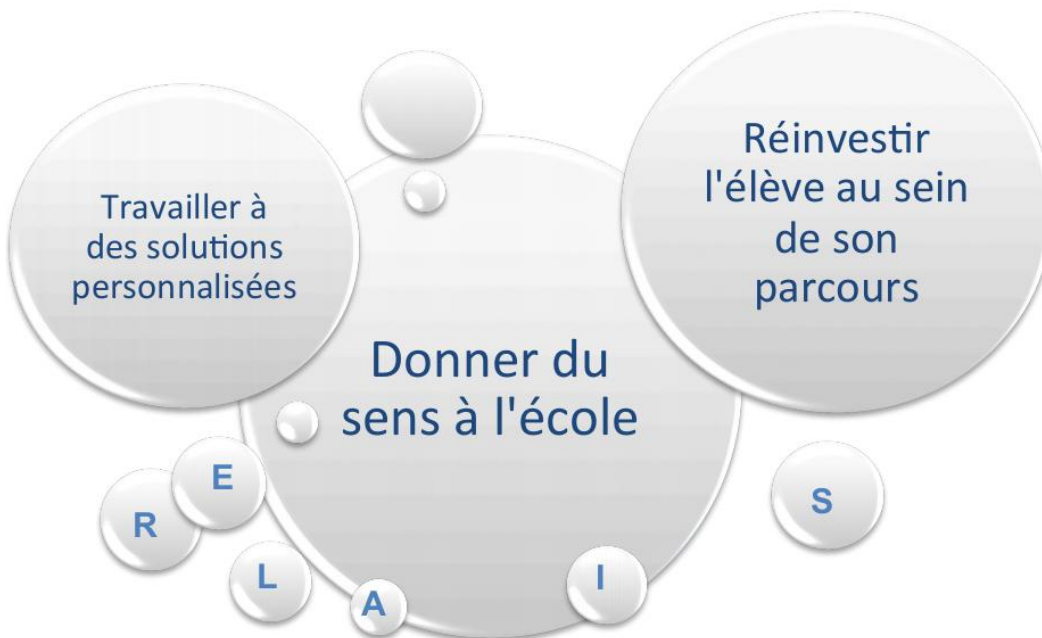 Travailler à
des solutions
personnalisées
Réinvestir
l'élève au sein
de son
parcours
Donner du
sens à l'école
R
E
L
A
I
S